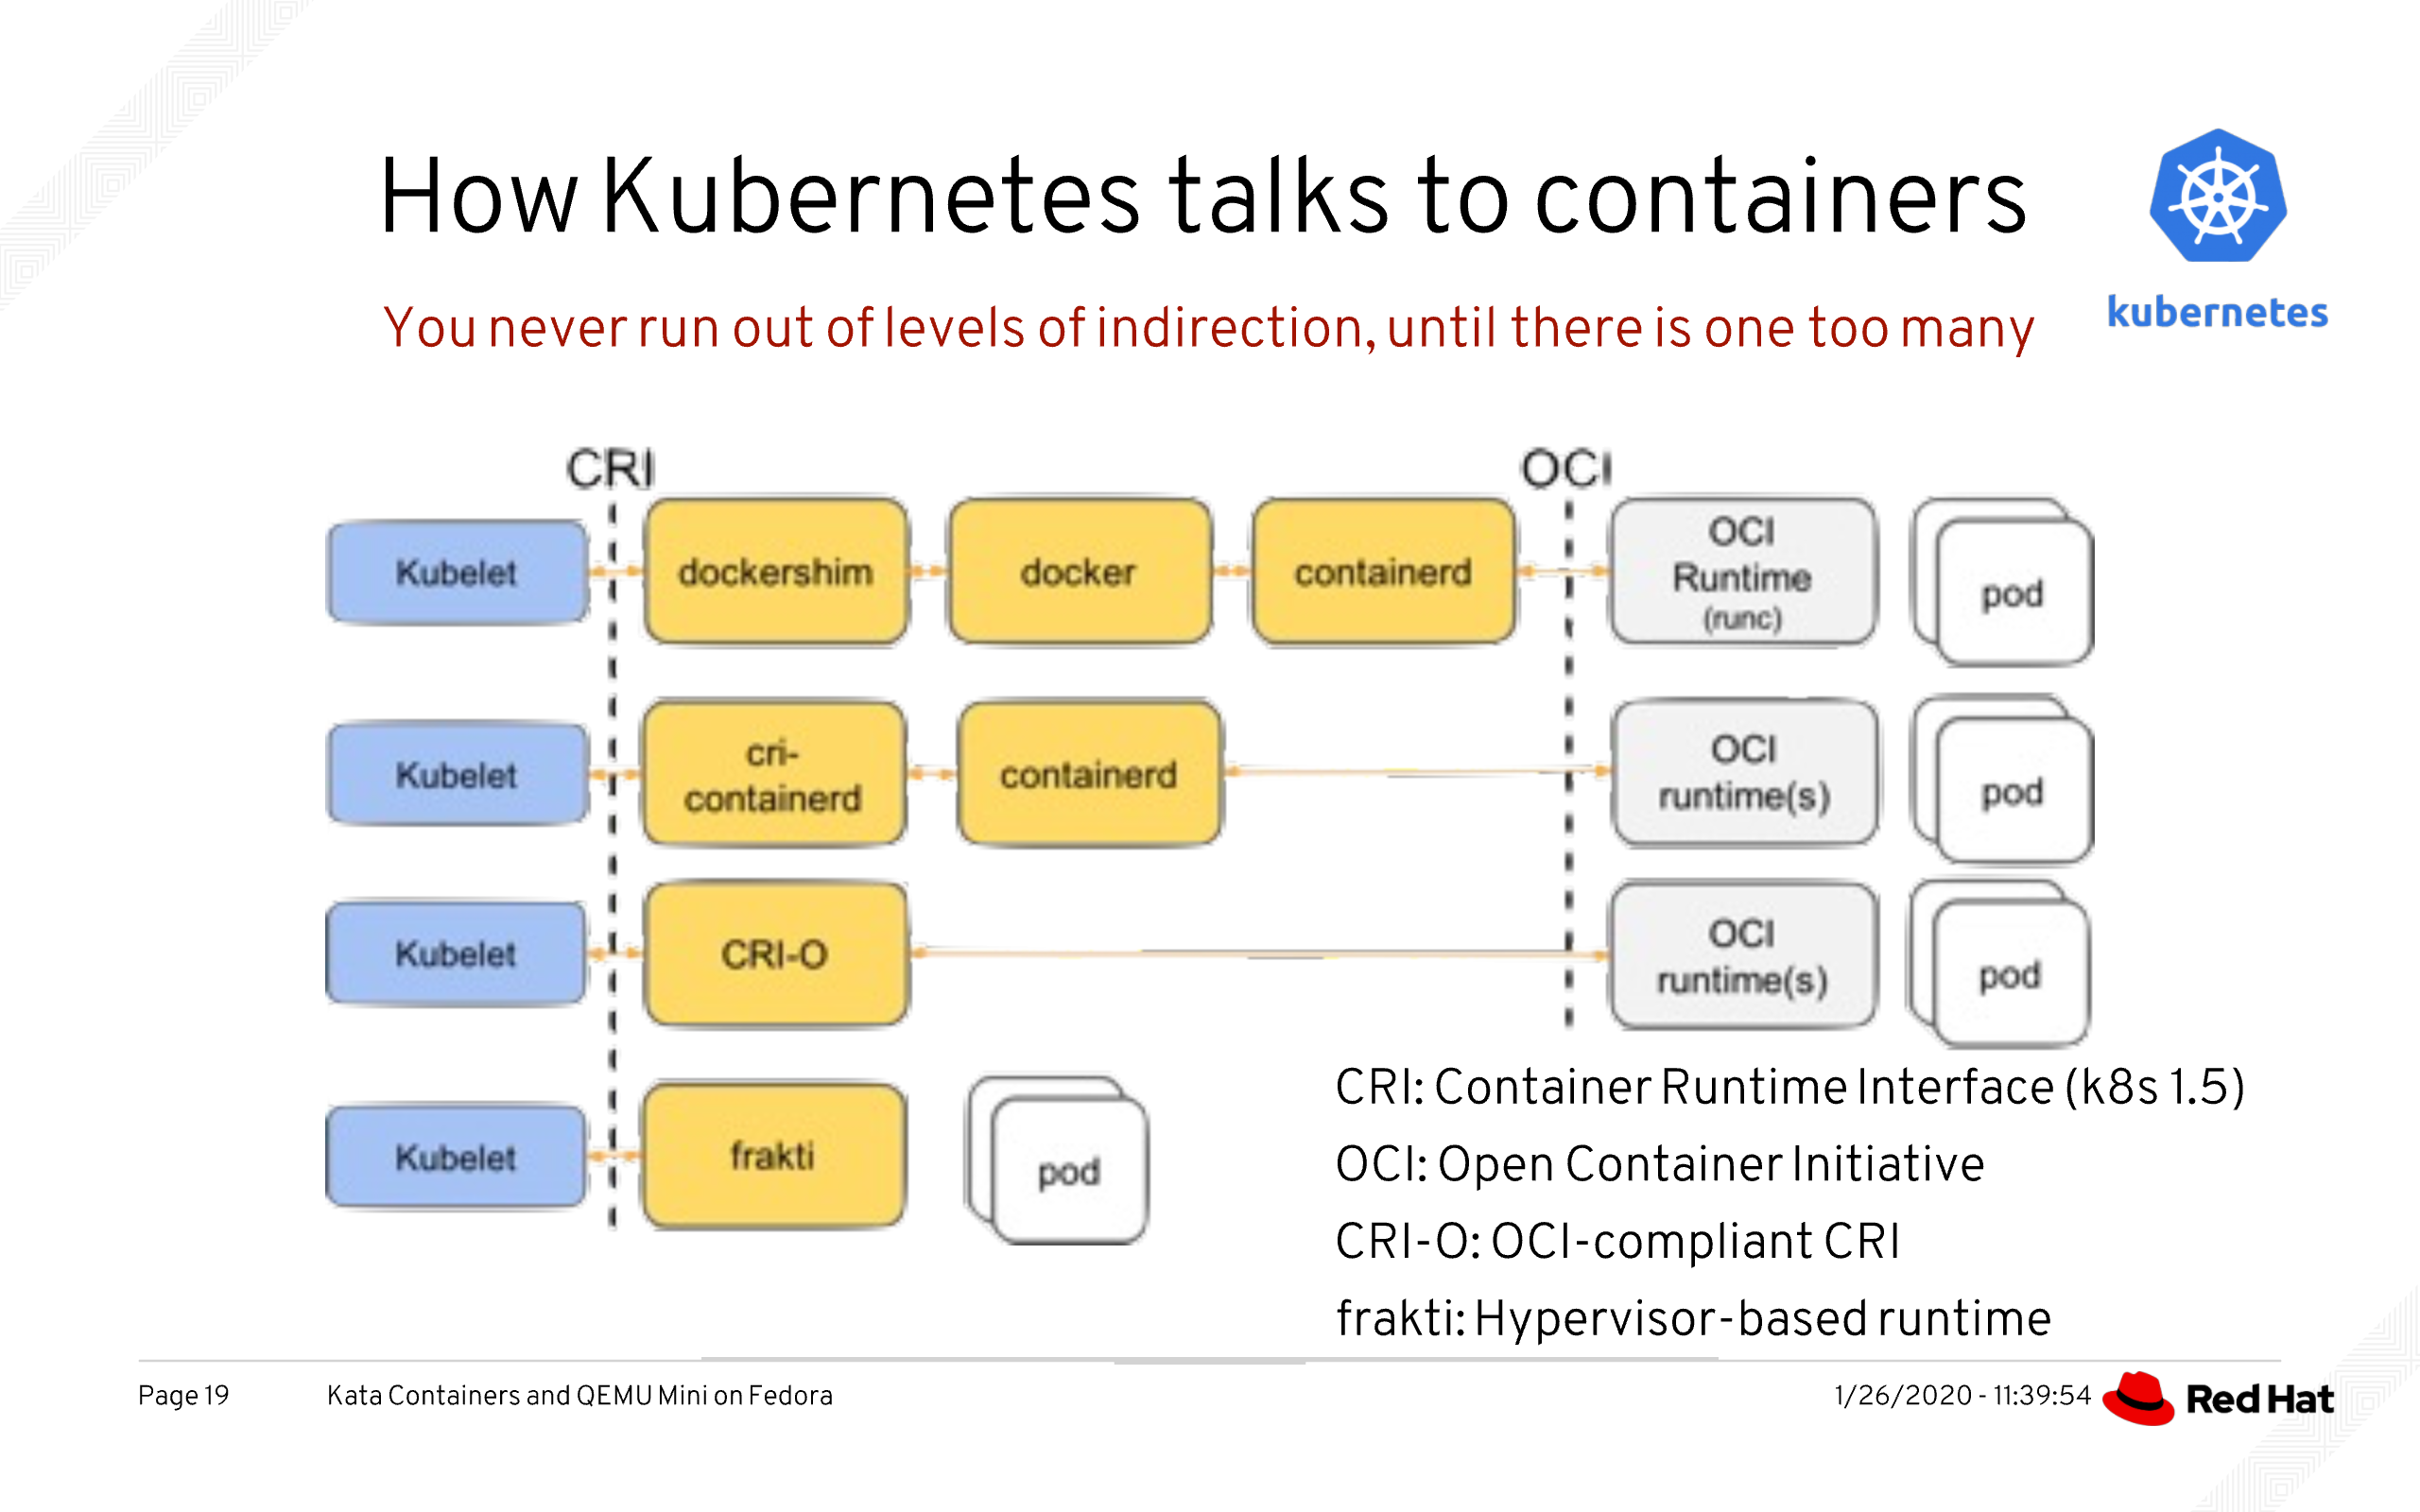 How Kubernetes talks to containers
kubernetes
You never run out of levels of indirection, until there is one too many
CRI
OCI
Kubelet
dockershim
docker
containerd
OCI
Runtime
(runc)
pod
Kubelet
cri-
containerd
containerd
OCI
runtime(s)
pod
Kubelet
CRI-O
OCI
runtime(s)
pod
Kubelet
frakti
pod
CRI: Container Runtime Interface (k8s 1.5)
OCI: Open Container Initiative
CRI-O: OCI-compliant CRI
frakti: Hypervisor-based runtime
Page 19
Kata Containers and QEMU Mini on Fedora
1/26/2020 - 11:39:54
Red Hat